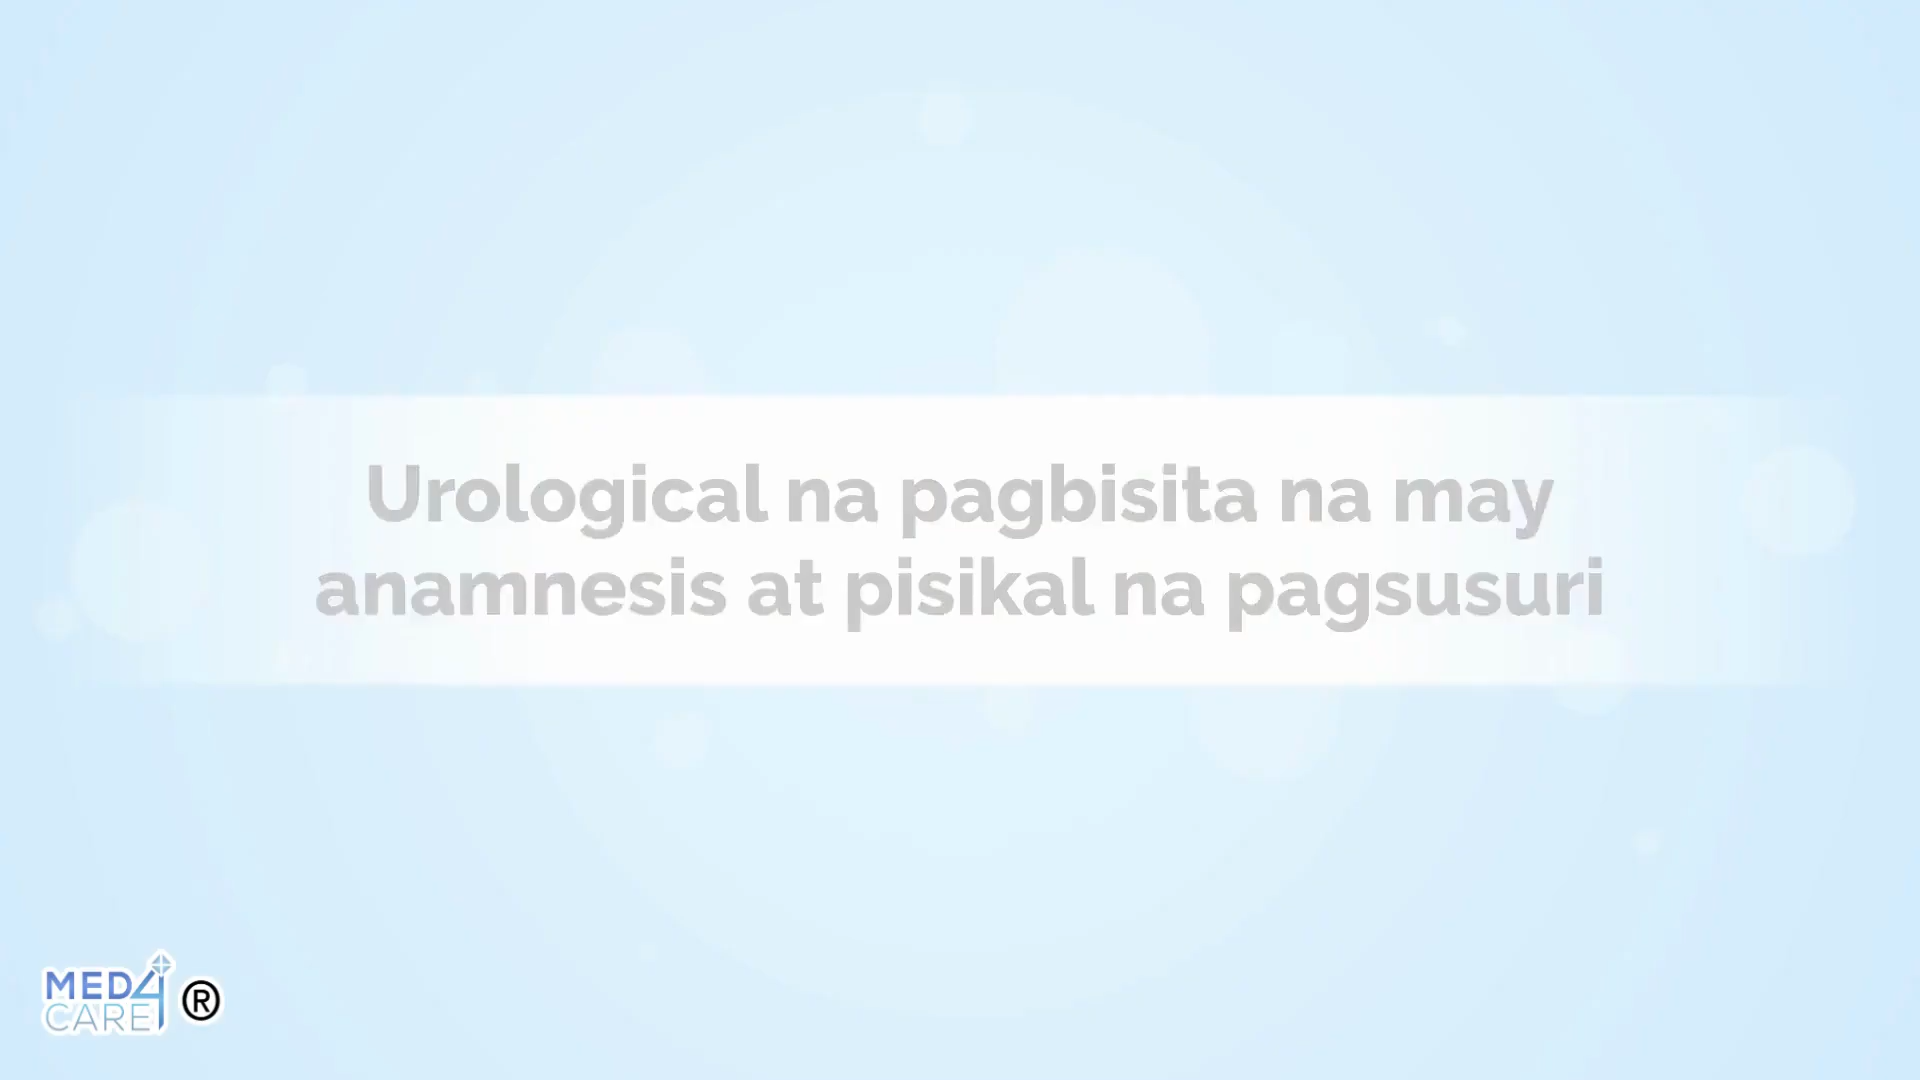 Urological na pagbisita na may
anamnesis at pisikal na pagsusuri
MED4
CARE ®